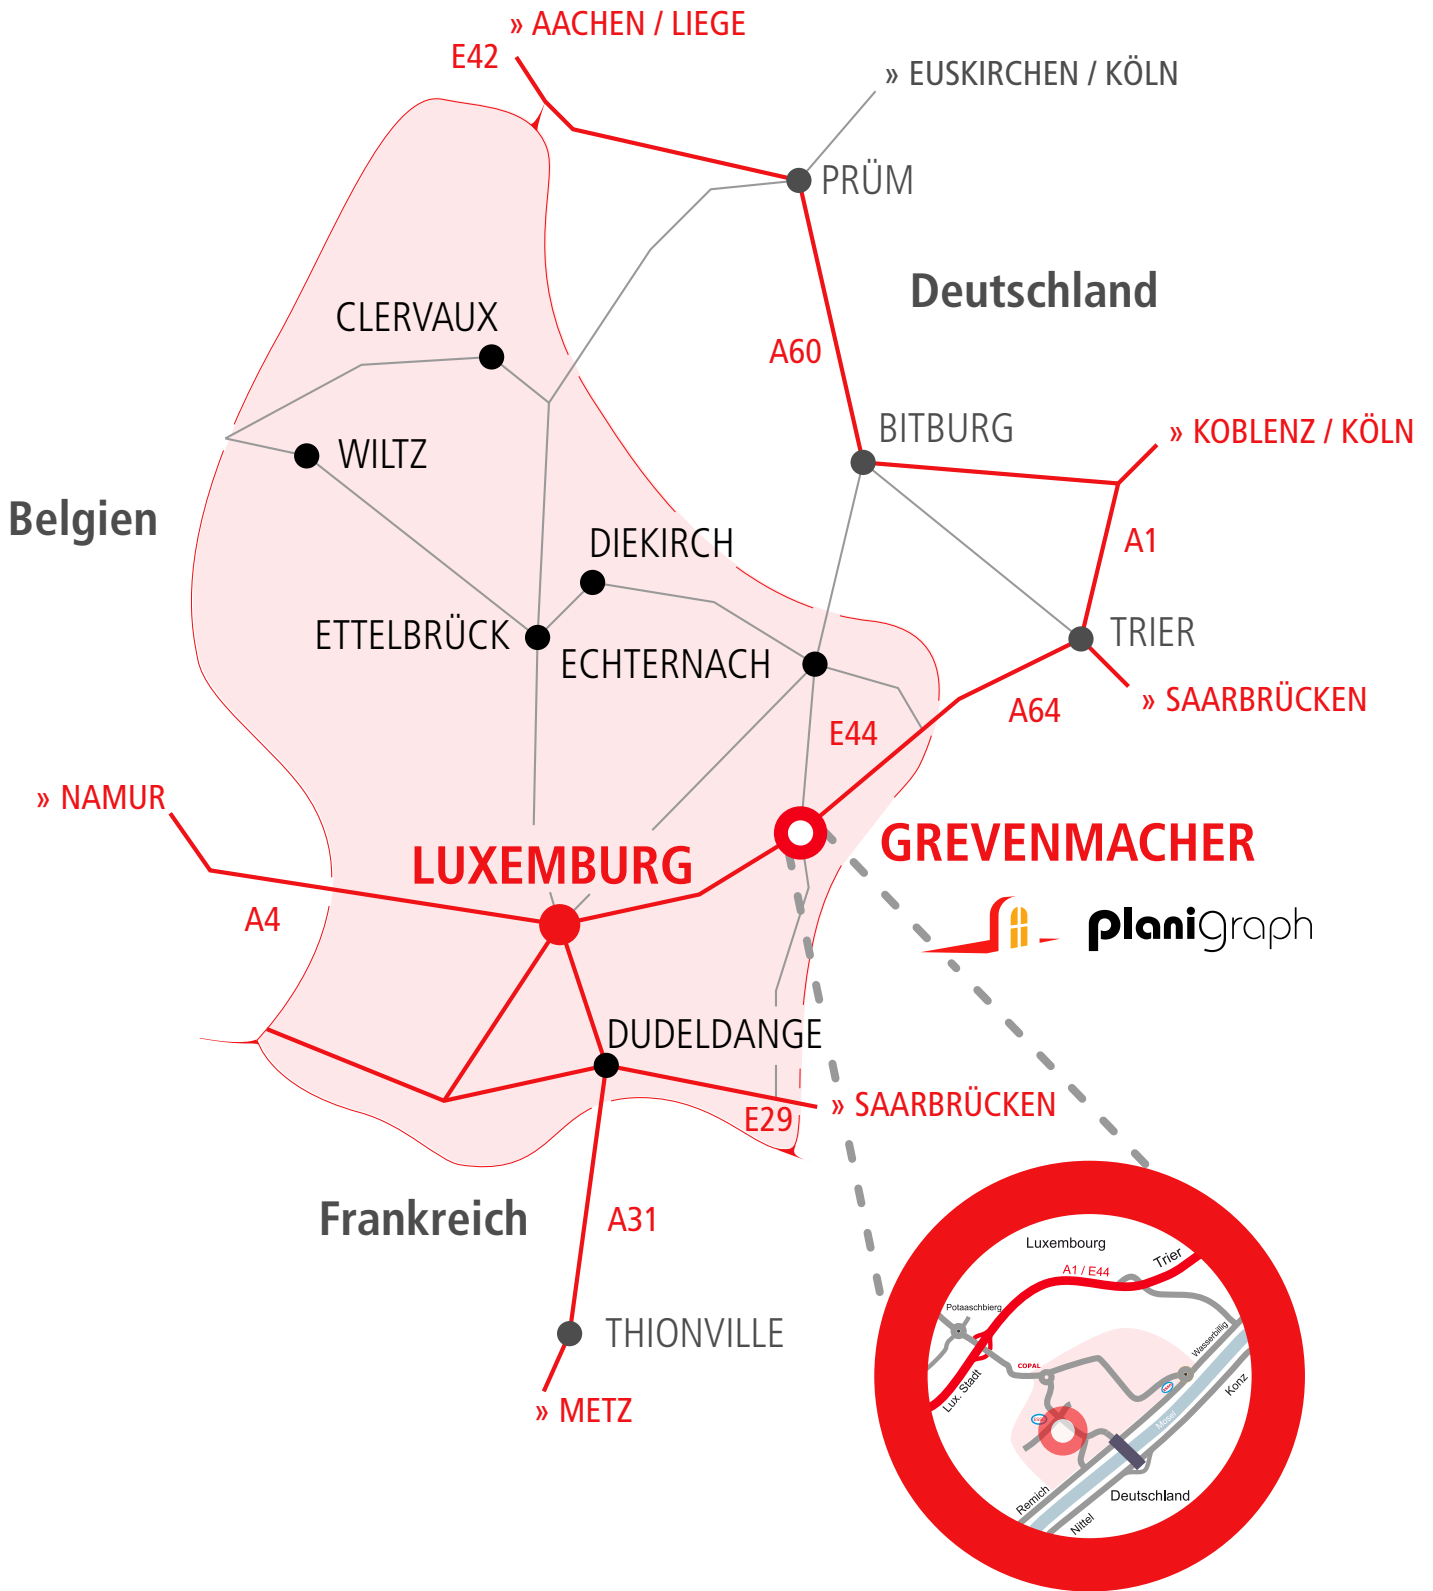 » AACHEN / LIEGE
E42
» EUSKIRCHEN / KÖLN
PRÜM
Deutschland
CLERVAUX
A60
BITBURG
» KOBLENZ / KÖLN
WILTZ
Belgien
DIEKIRCH
A1
ETTELBRÜCK
TRIER
ECHTERNACH
» SAARBRÜCKEN
A64
E44
» NAMUR
GREVENMACHER
LUXEMBURG
A4
planigraph
DUDELDANGE
» SAARBRÜCKEN
E29
Frankreich
A31
THIONVILLE
» METZ
Luxembourg
Trier
A1 / E44
Potaaschbierg
Wasserbillig
COPAL
Lux. Stadt
Konz
Mosel
Remich
Deutschland
Nittel